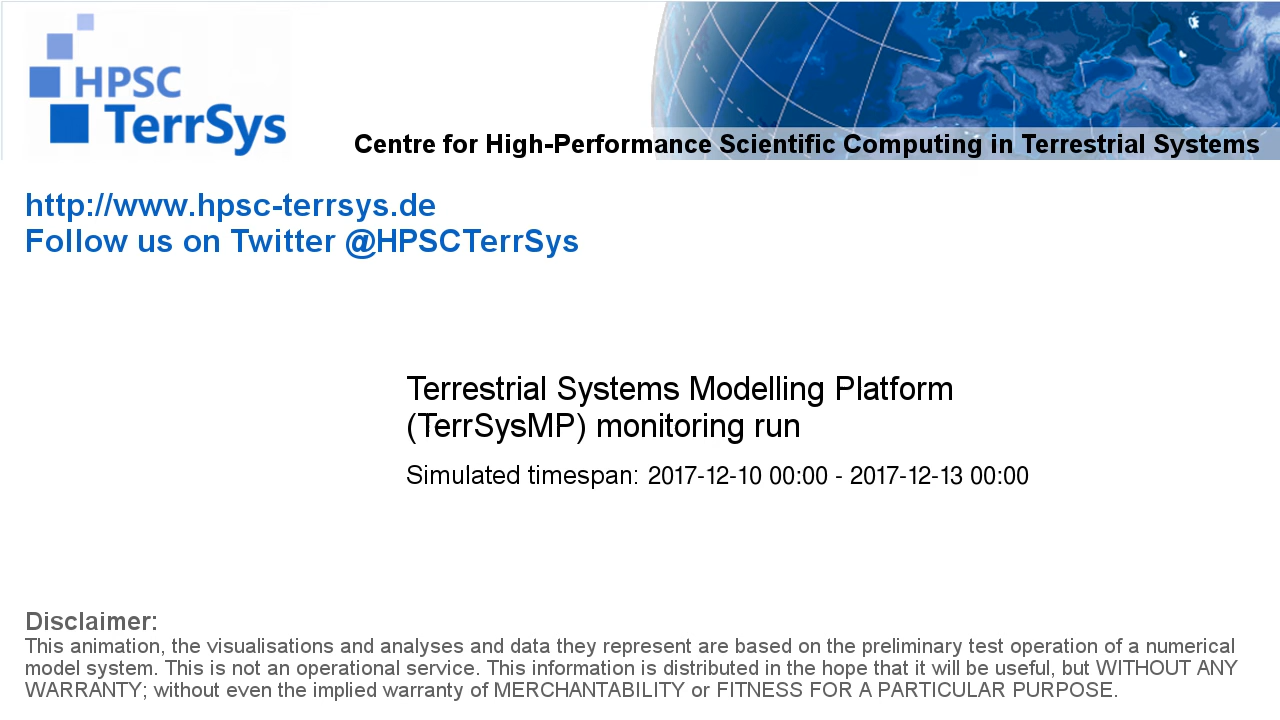 HPSC
TerrSys
Centre for High-Performance Scientific Computing in Terrestrial Systems
http://www.hpsc-terrsys.de
Follow us on Twitter @HPSCTerrSys
Terrestrial Systems Modelling Platform
(TerrSysMP) monitoring run
Simulated timespan: 2017-12-10 00:00 - 2017-12-13 00:00
Disclaimer:
This animation, the visualisations and analyses and data they represent are based on the preliminary test operation of a numerical
model system. This is not an operational service. This information is distributed in the hope that it will be useful, but WITHOUT ANY
WARRANTY; without even the implied warranty of MERCHANTABILITY or FITNESS FOR A PARTICULAR PURPOSE.